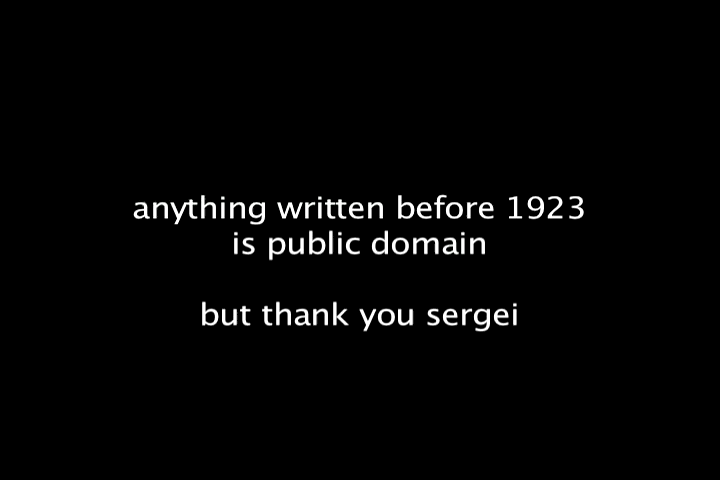 anything written before 1923
is public domain
but thank you sergei